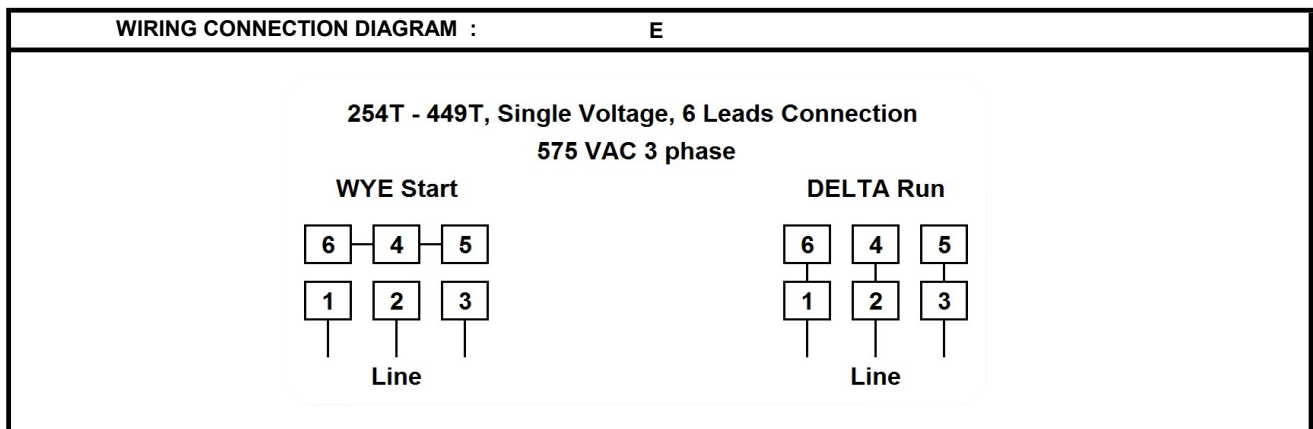 WIRING CONNECTION DIAGRAM : E
254T - 449T, Single Voltage, 6 Leads Connection
575 VAC 3 phase
WYE Start DELTA Run
6 4 5 6 4 5
1 2 3 1 2 3
Line Line